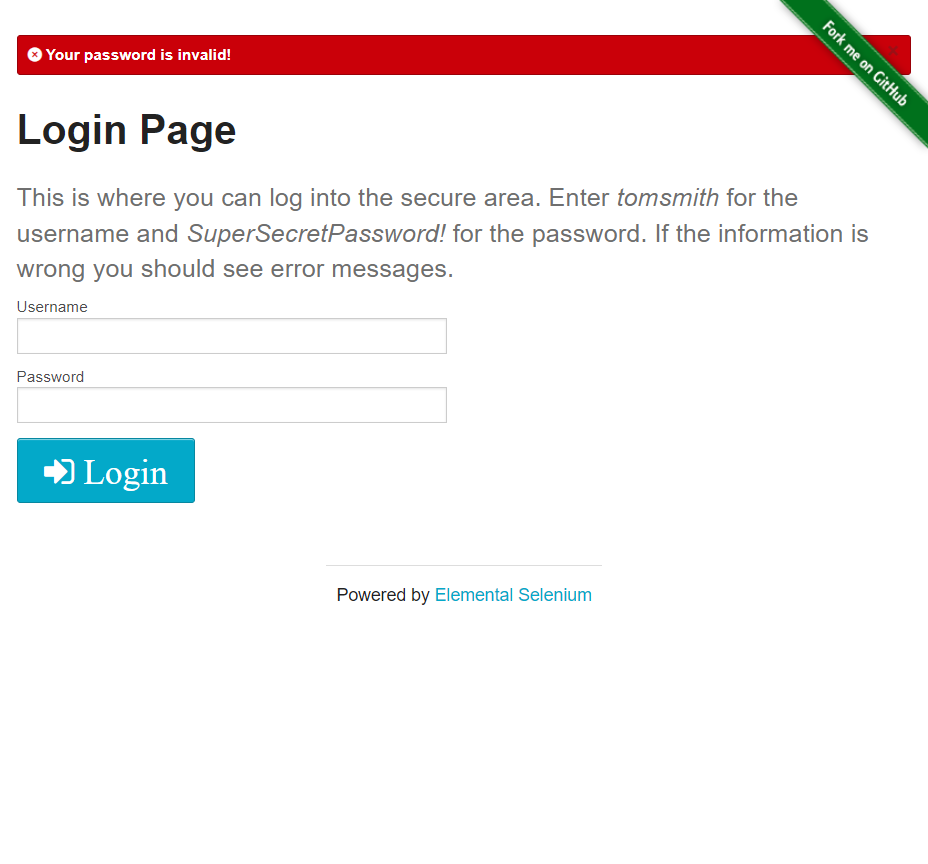 Your password is invalid!
Fork me on GitHub
Login Page
This is where you can log into the secure area. Enter tomsmith for the
username and SuperSecretPassword! for the password. If the information is
wrong you should see error messages.
Username
Password
Login
Powered by Elemental Selenium